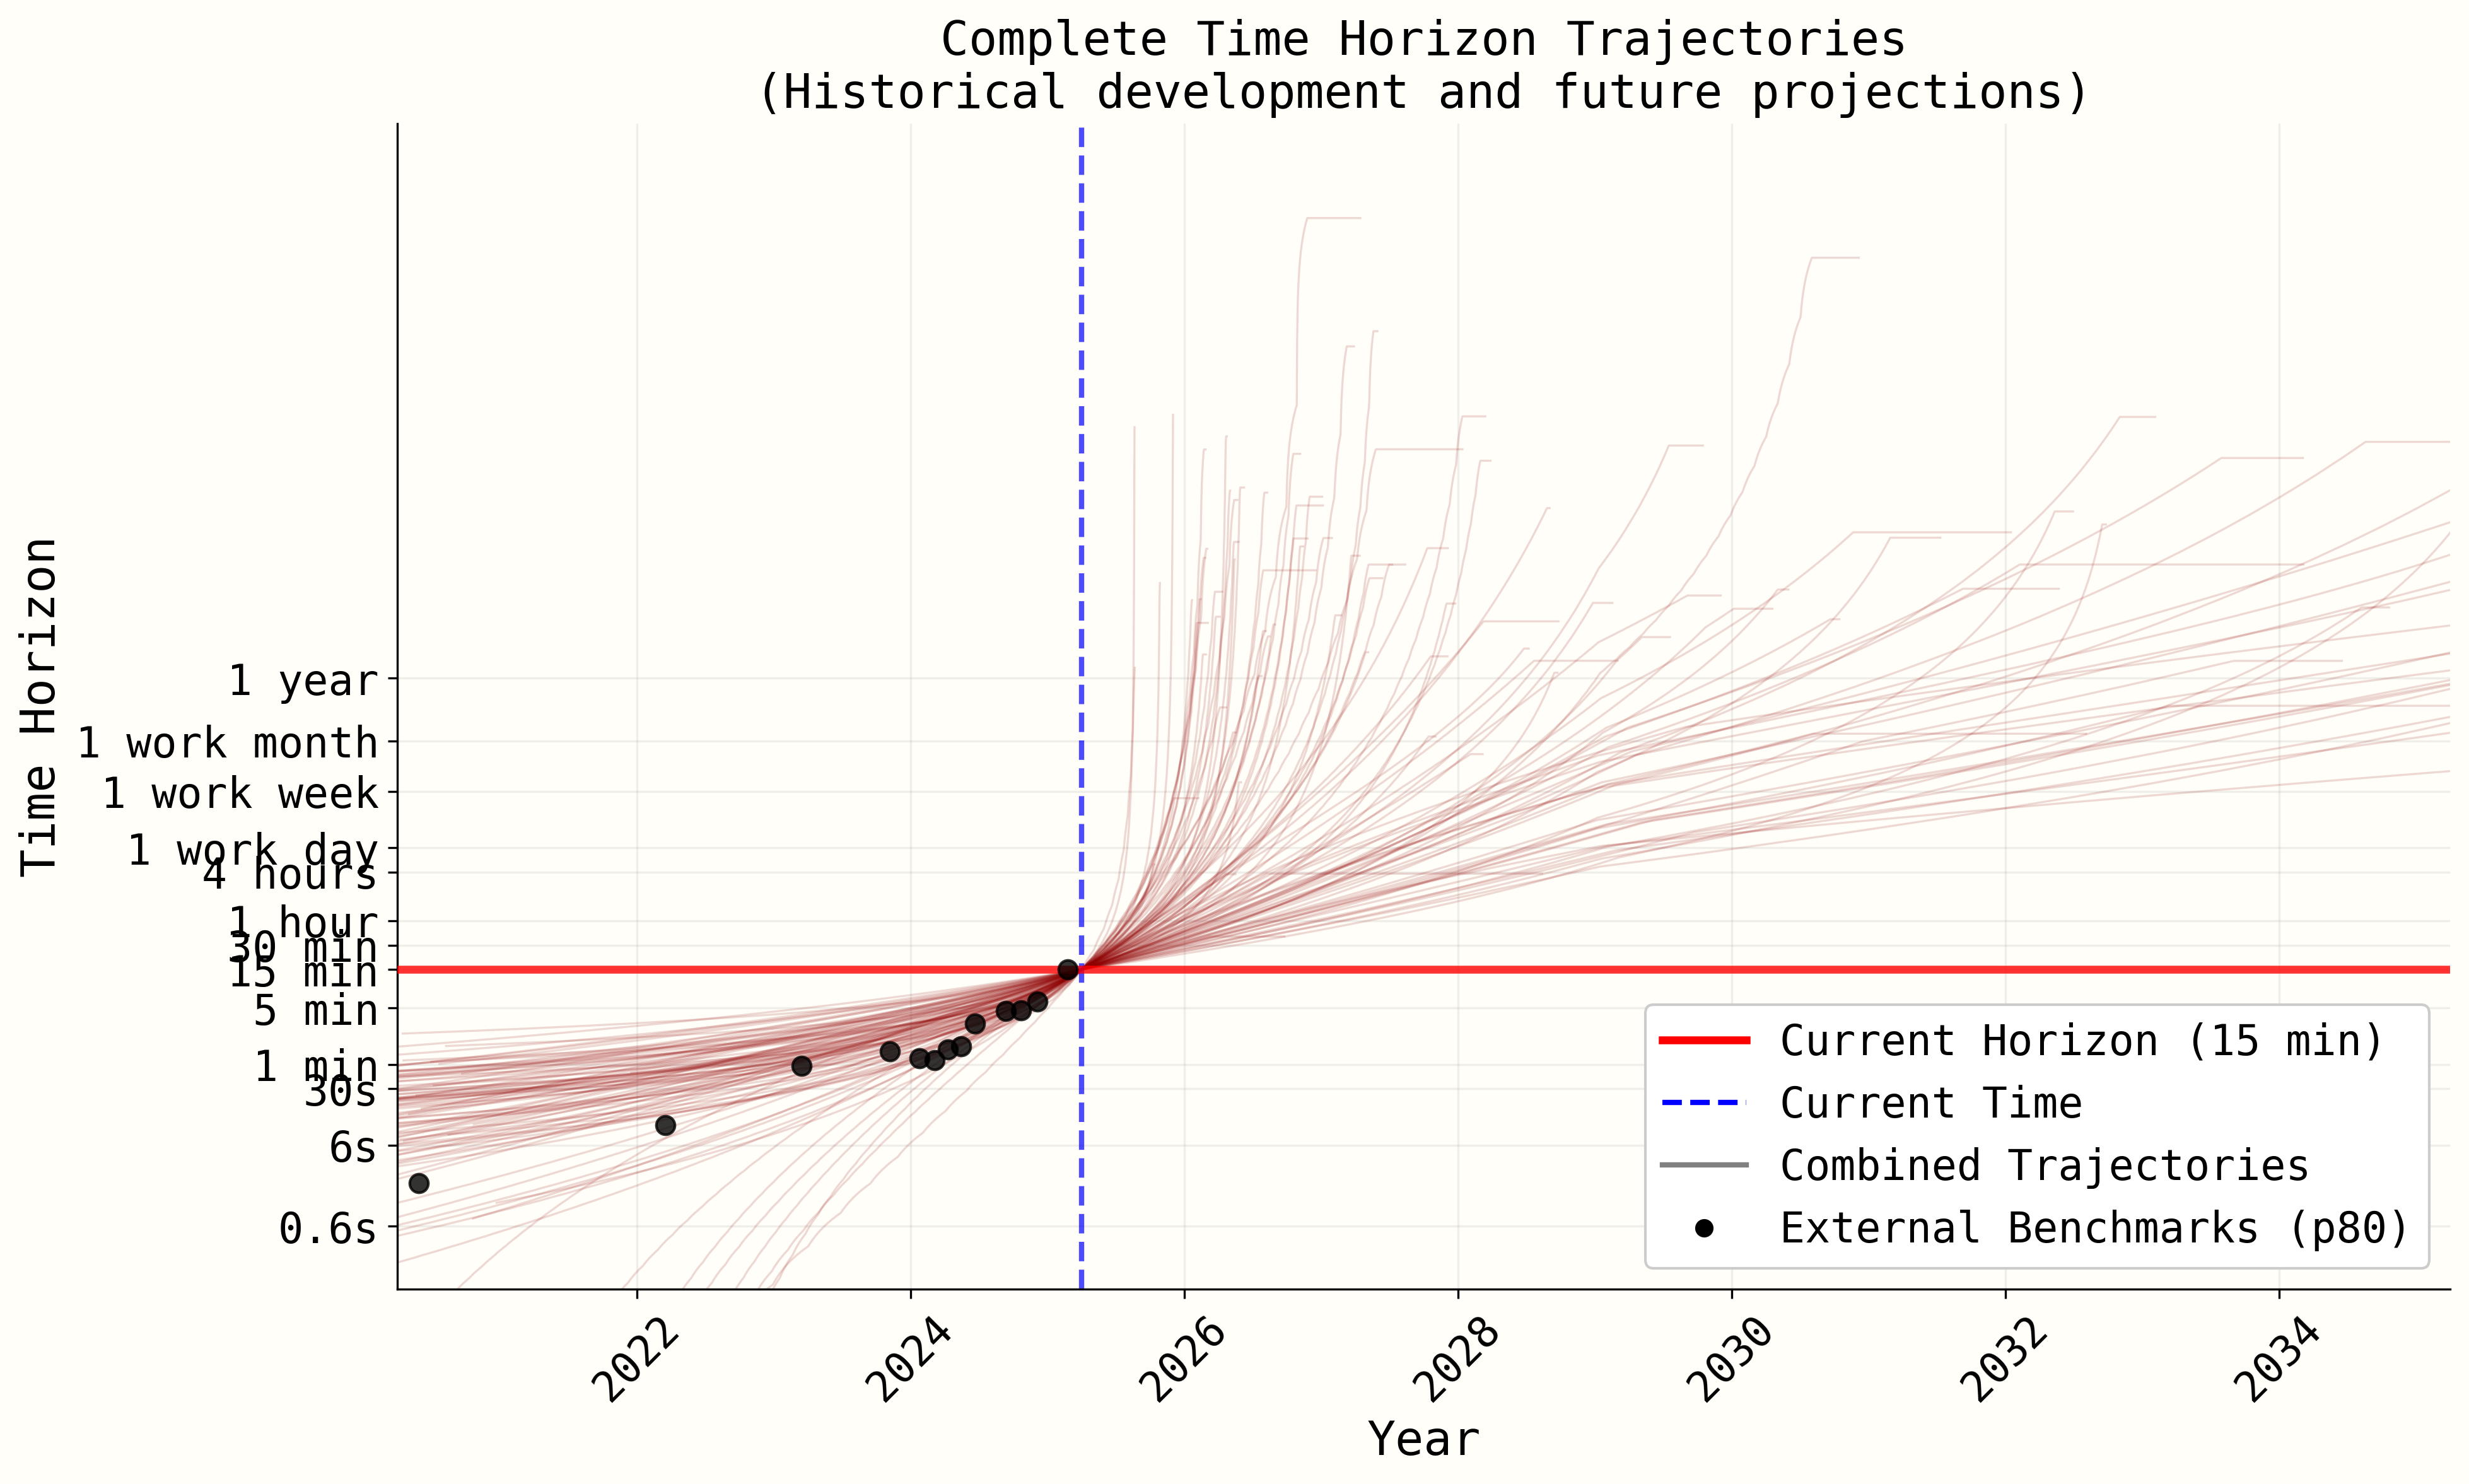 Complete Time Horizon Trajectories
(Historical development and future projections)
Time Horizon
1 year
1 work month
1 work week
1 work day
4 hours
1 hour
30 min
15 min
5 min
1 min
30s
6s
0.6s
Current Horizon (15 min)
Current Time
Combined Trajectories
External Benchmarks (p80)
2022
2024
2026
2028
2030
2032
2034
Year